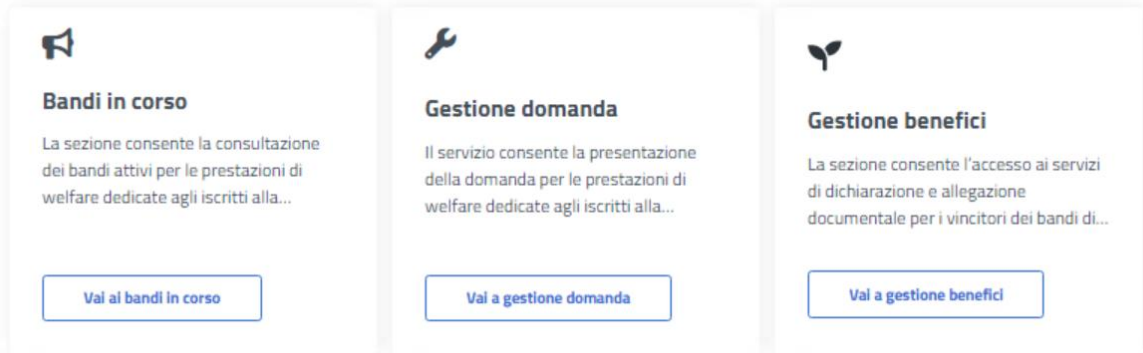 Bandi in corso
La sezione consente la consultazione
dei bandi attivi per le prestazioni di
welfare dedicate agli iscritti alla...
Vai ai bandi in corso
Gestione domanda
Il servizio consente la presentazione
della domanda per le prestazioni di
welfare dedicate agli iscritti alla...
Vai a gestione domanda
Gestione benefici
La sezione consente l'accesso ai servizi
di dichiarazione e allegazione
documentale per i vincitori dei bandi di...
Vai a gestione benefici